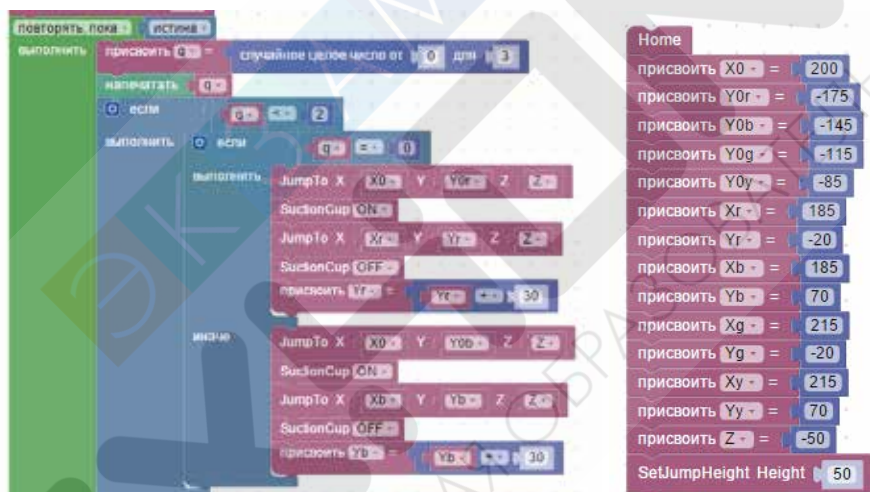 повторять пока истина
выполнить присвоить q = случайное целое число от 0 для 3
напечатать q
если q < 2
выполнить если q = 0
выполнить JumpTo X X0 Y Y0r Z Z
SuctionCup ON
JumpTo X Xr Y Yr Z Z
SuctionCup OFF
присвоить Yr = Yr + 30
иначе JumpTo X X0 Y Y0b Z Z
SuctionCup ON
JumpTo X Xb Y Yb Z Z
SuctionCup OFF
присвоить Yb = Yb + 30
Home
присвоить X0 = 200
присвоить Y0r = -175
присвоить Y0b = -145
присвоить Y0g = -115
присвоить Y0y = -85
присвоить Xr = 185
присвоить Yr = -20
присвоить Xb = 185
присвоить Yb = 70
присвоить Xg = 215
присвоить Yg = -20
присвоить Xy = 215
присвоить Yy = 70
присвоить Z = -50
SetJumpHeight Height 50